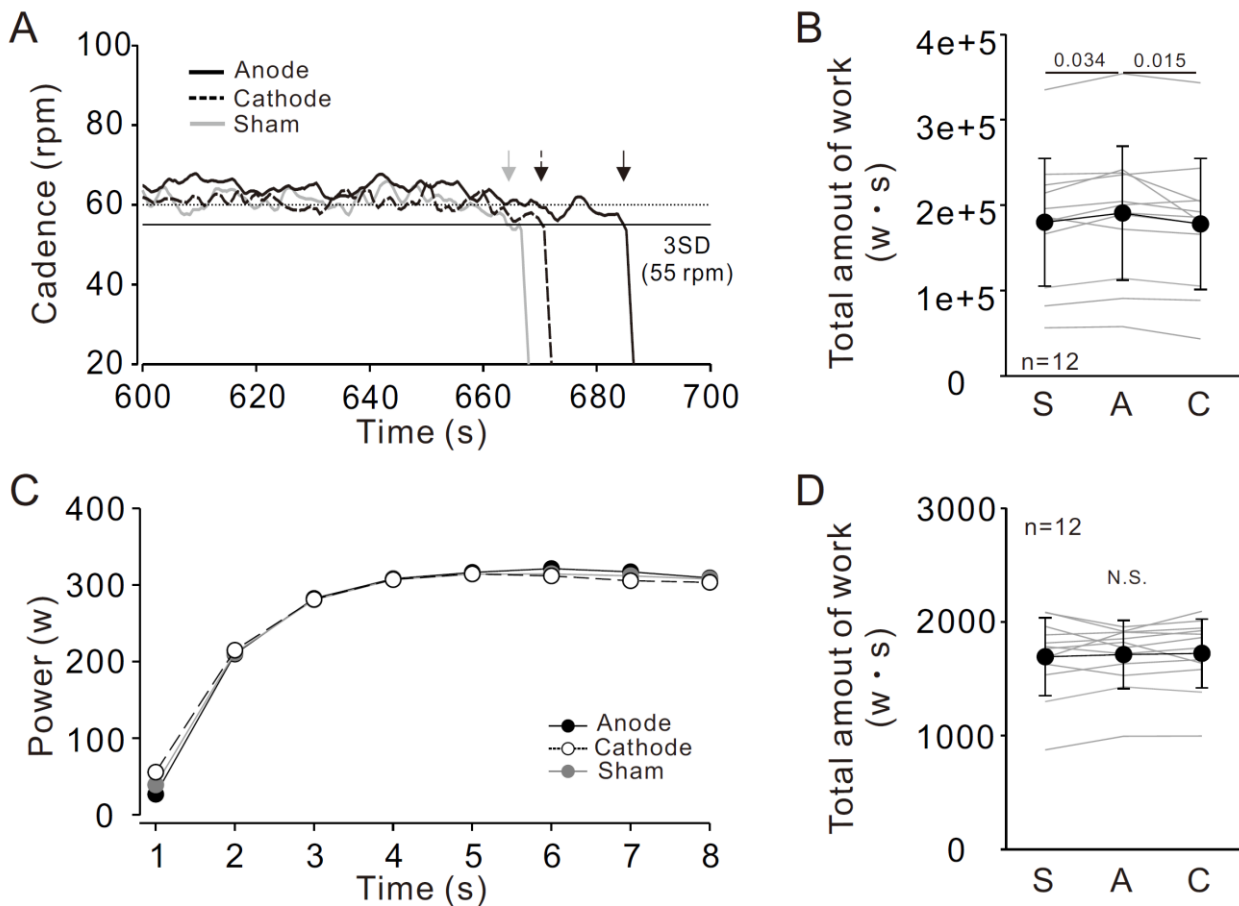 A
Cadence (rpm)
100
80
60
40
20
Anode
Cathode
Sham
3SD
(55 rpm)
600 620 640 660 680 700
Time (s)
B
Total amount of work
(w・s)
4e+5
3e+5
2e+5
1e+5
0
0.034 0.015
n=12
S A C
C
Power (w)
400
300
200
100
0
Anode
Cathode
Sham
1 2 3 4 5 6 7 8
Time (s)
D
Total amout of work
(w・s)
3000
2000
1000
0
n=12
N.S.
S A C